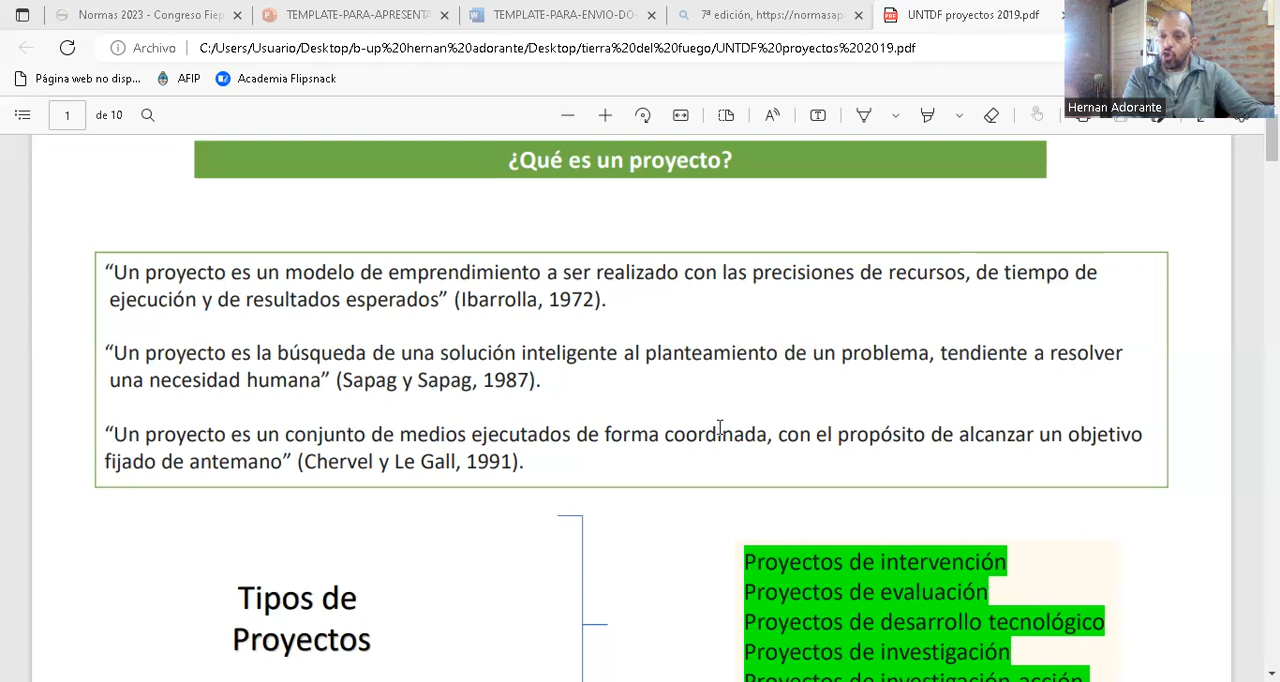 Normas 2023 - Congreso Fiep
TEMPLATE-PARA-APRESENTA
TEMPLATE-PARA-ENVIO-DO-
7ª edición, https://normasapa
UNTDF proyectos 2019.pdf
Archivo
C:/Users/Usuario/Desktop/b-up%20hernan%20adorante/Desktop/tierra%20del%20fuego/UNTDF%20proyectos%202019.pdf
Página web no disp...
AFIP
Academia Flipsnack
Hernan Adorante
1
de 10
¿Qué es un proyecto?
“Un proyecto es un modelo de emprendimiento a ser realizado con las precisiones de recursos, de tiempo de
ejecución y de resultados esperados” (Ibarrolla, 1972).
“Un proyecto es la búsqueda de una solución inteligente al planteamiento de un problema, tendiente a resolver
una necesidad humana” (Sapag y Sapag, 1987).
“Un proyecto es un conjunto de medios ejecutados de forma coordinada, con el propósito de alcanzar un objetivo
fijado de antemano” (Chervel y Le Gall, 1991).
Tipos de
Proyectos
Proyectos de intervención
Proyectos de evaluación
Proyectos de desarrollo tecnológico
Proyectos de investigación
Proyectos de investigación-acción